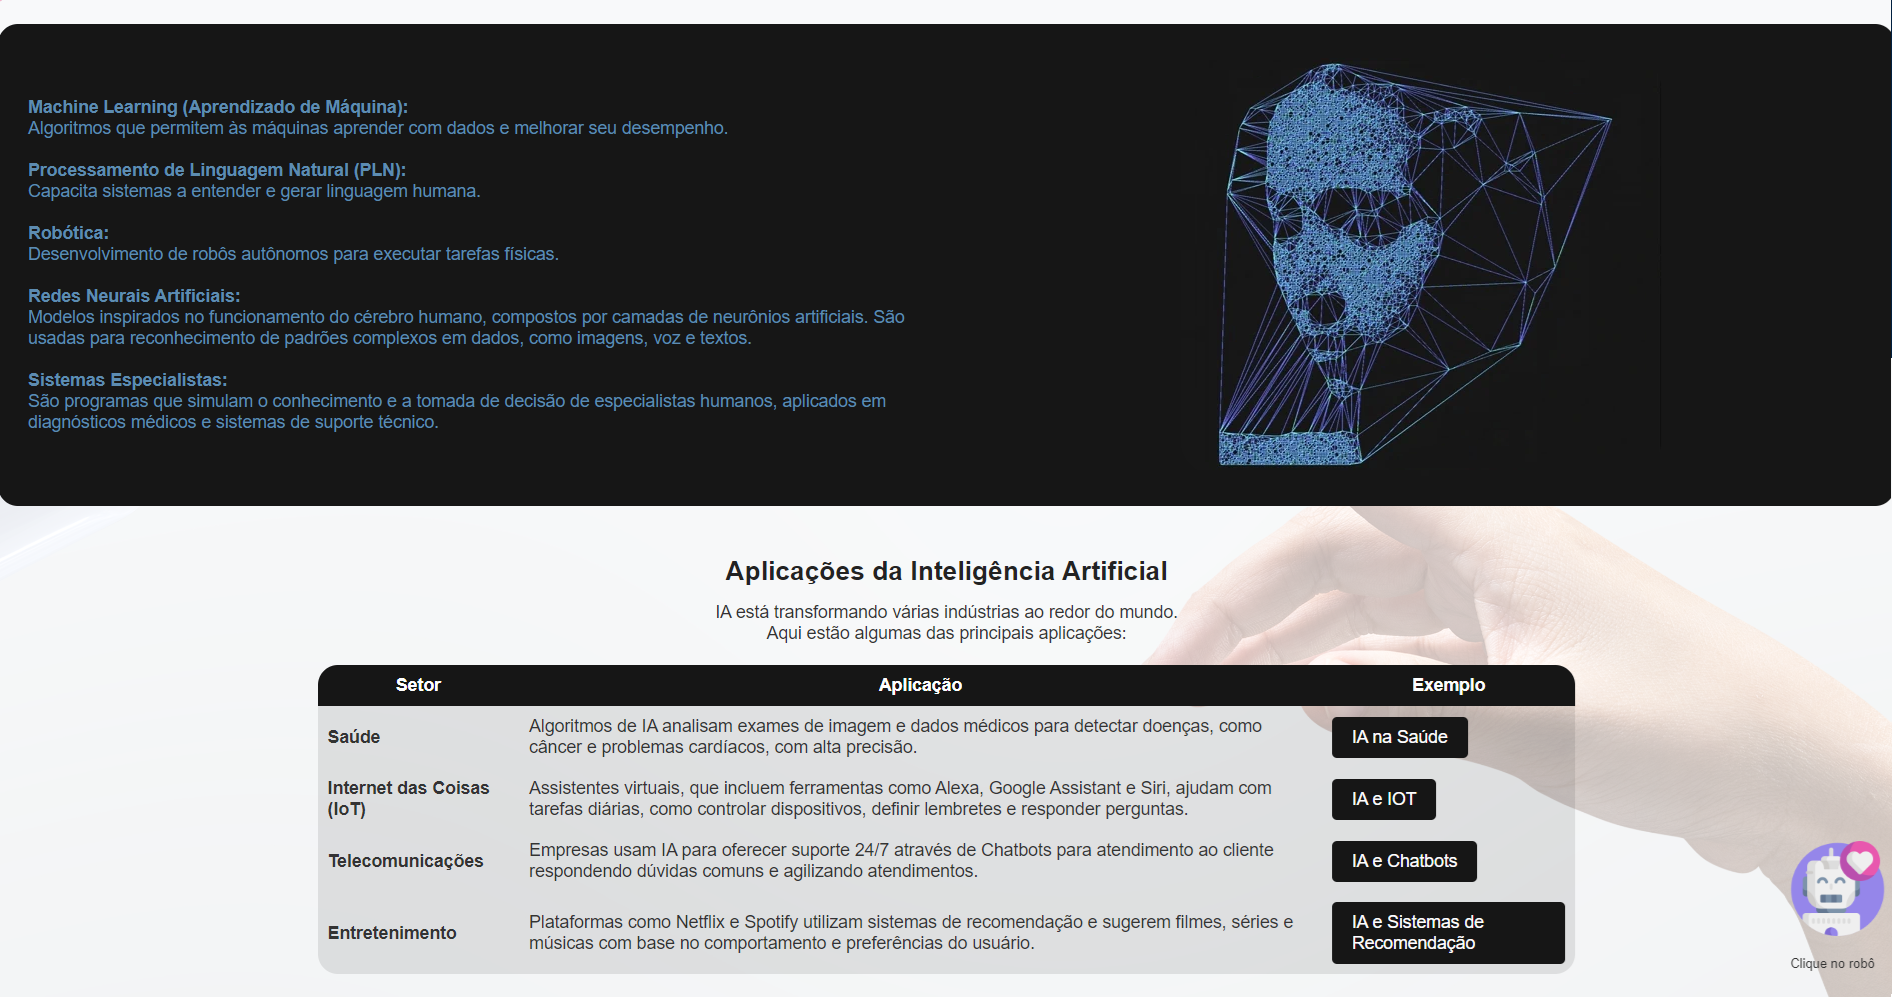 Machine Learning (Aprendizado de Máquina):
Algoritmos que permitem às máquinas aprender com dados e melhorar seu desempenho.
Processamento de Linguagem Natural (PLN):
Capacita sistemas a entender e gerar linguagem humana.
Robótica:
Desenvolvimento de robôs autônomos para executar tarefas físicas.
Redes Neurais Artificiais:
Modelos inspirados no funcionamento do cérebro humano, compostos por camadas de neurônios artificiais. São
usadas para reconhecimento de padrões complexos em dados, como imagens, voz e textos.
Sistemas Especialistas:
São programas que simulam o conhecimento e a tomada de decisão de especialistas humanos, aplicados em
diagnósticos médicos e sistemas de suporte técnico.
Aplicações da Inteligência Artificial
IA está transformando várias indústrias ao redor do mundo.
Aqui estão algumas das principais aplicações:
Setor Aplicação Exemplo
Saúde
Algoritmos de IA analisam exames de imagem e dados médicos para detectar doenças, como
câncer e problemas cardíacos, com alta precisão.
IA na Saúde
Internet das Coisas
(IoT)
Assistentes virtuais, que incluem ferramentas como Alexa, Google Assistant e Siri, ajudam com
tarefas diárias, como controlar dispositivos, definir lembretes e responder perguntas.
IA e IOT
Telecomunicações
Empresas usam IA para oferecer suporte 24/7 através de Chatbots para atendimento ao cliente
respondendo dúvidas comuns e agilizando atendimentos.
IA e Chatbots
Entretenimento
Plataformas como Netflix e Spotify utilizam sistemas de recomendação e sugerem filmes, séries e
músicas com base no comportamento e preferências do usuário.
IA e Sistemas de
Recomendação
Clique no robô